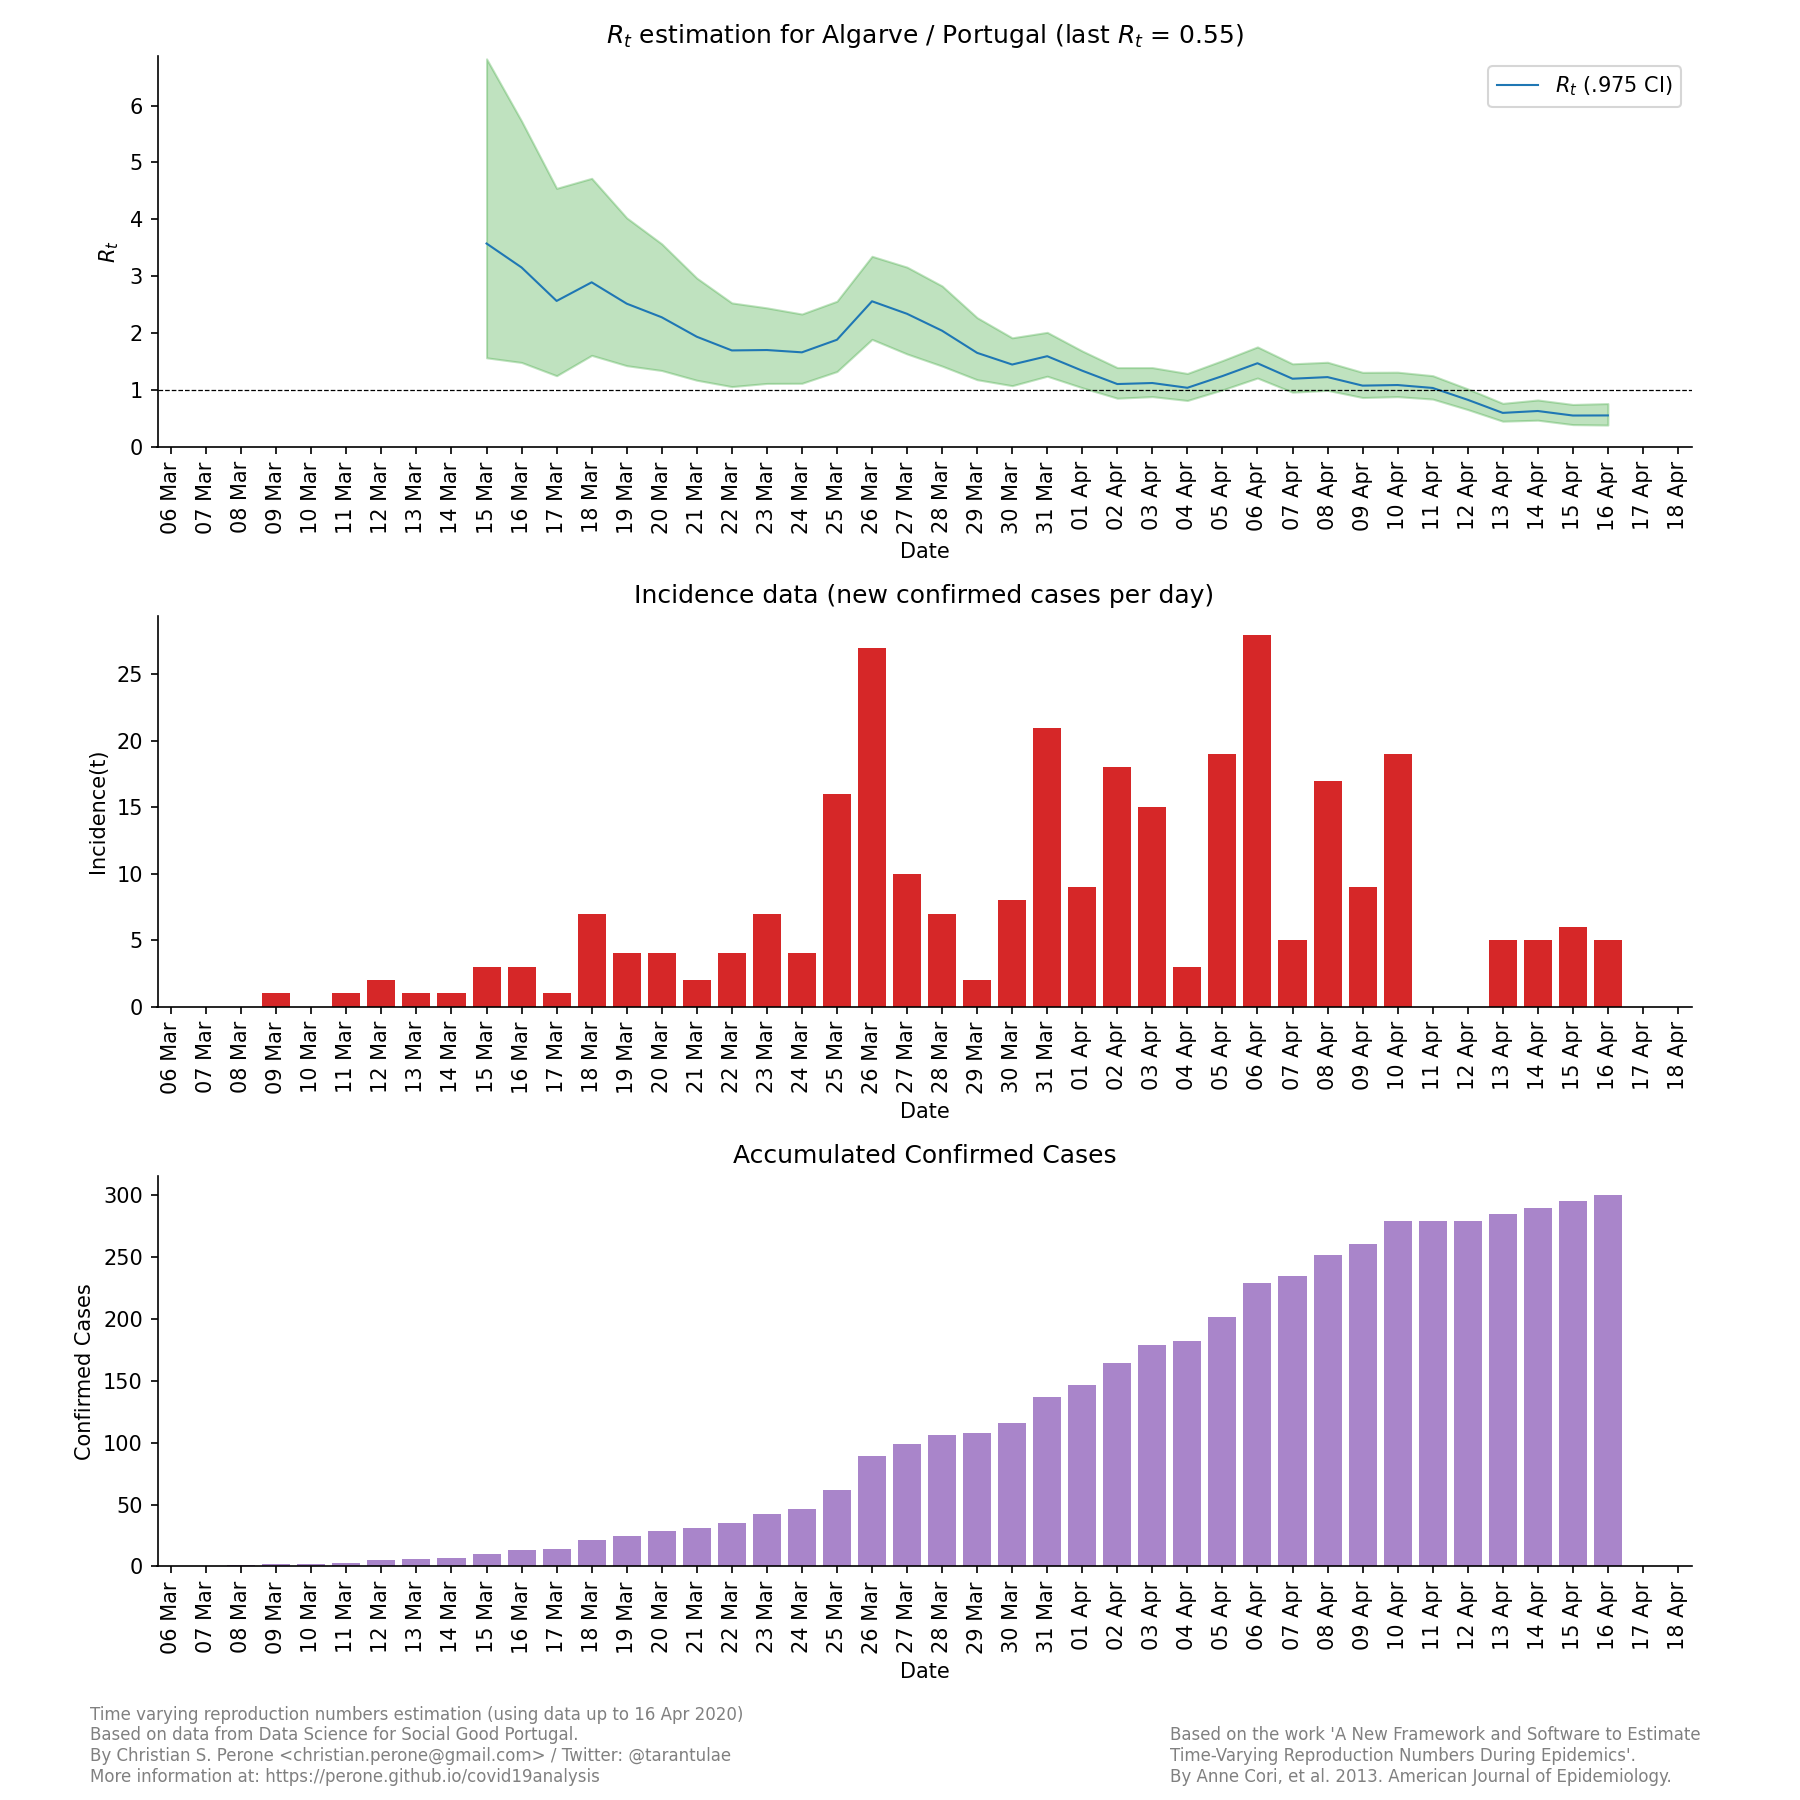 Rt estimation for Algarve / Portugal (last Rt = 0.55)
Rt (.975 CI)
Rt
6
5
4
3
2
1
0
06 Mar 07 Mar 08 Mar 09 Mar 10 Mar 11 Mar 12 Mar 13 Mar 14 Mar 15 Mar 16 Mar 17 Mar 18 Mar 19 Mar 20 Mar 21 Mar 22 Mar 23 Mar 24 Mar 25 Mar 26 Mar 27 Mar 28 Mar 29 Mar 30 Mar 31 Mar 01 Apr 02 Apr 03 Apr 04 Apr 05 Apr 06 Apr 07 Apr 08 Apr 09 Apr 10 Apr 11 Apr 12 Apr 13 Apr 14 Apr 15 Apr 16 Apr 17 Apr 18 Apr
Date
Incidence data (new confirmed cases per day)
Incidence(t)
25
20
15
10
5
0
06 Mar 07 Mar 08 Mar 09 Mar 10 Mar 11 Mar 12 Mar 13 Mar 14 Mar 15 Mar 16 Mar 17 Mar 18 Mar 19 Mar 20 Mar 21 Mar 22 Mar 23 Mar 24 Mar 25 Mar 26 Mar 27 Mar 28 Mar 29 Mar 30 Mar 31 Mar 01 Apr 02 Apr 03 Apr 04 Apr 05 Apr 06 Apr 07 Apr 08 Apr 09 Apr 10 Apr 11 Apr 12 Apr 13 Apr 14 Apr 15 Apr 16 Apr 17 Apr 18 Apr
Date
Accumulated Confirmed Cases
Confirmed Cases
300
250
200
150
100
50
0
06 Mar 07 Mar 08 Mar 09 Mar 10 Mar 11 Mar 12 Mar 13 Mar 14 Mar 15 Mar 16 Mar 17 Mar 18 Mar 19 Mar 20 Mar 21 Mar 22 Mar 23 Mar 24 Mar 25 Mar 26 Mar 27 Mar 28 Mar 29 Mar 30 Mar 31 Mar 01 Apr 02 Apr 03 Apr 04 Apr 05 Apr 06 Apr 07 Apr 08 Apr 09 Apr 10 Apr 11 Apr 12 Apr 13 Apr 14 Apr 15 Apr 16 Apr 17 Apr 18 Apr
Date
Time varying reproduction numbers estimation (using data up to 16 Apr 2020)
Based on data from Data Science for Social Good Portugal.
By Christian S. Perone <christian.perone@gmail.com> / Twitter: @tarantulae
More information at: https://perone.github.io/covid19analysis
Based on the work 'A New Framework and Software to Estimate
Time-Varying Reproduction Numbers During Epidemics'.
By Anne Cori, et al. 2013. American Journal of Epidemiology.